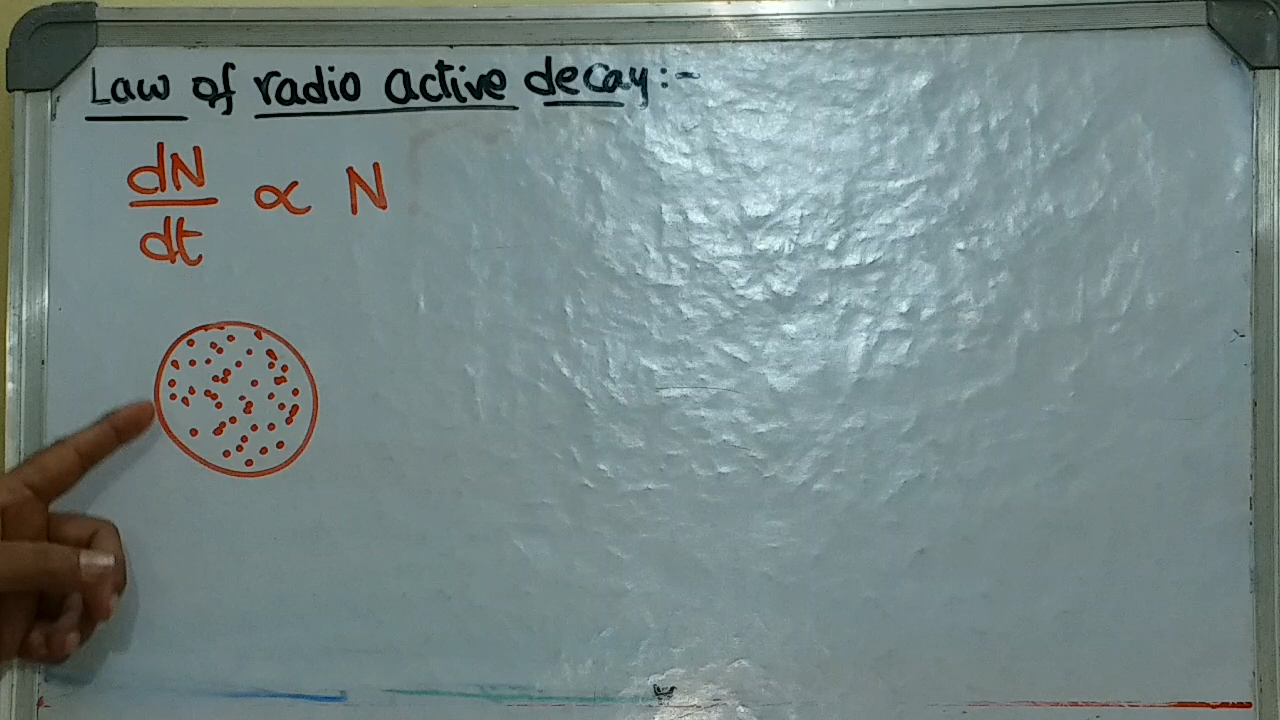 Law of radio active decay:-
dN/dt ∝ N